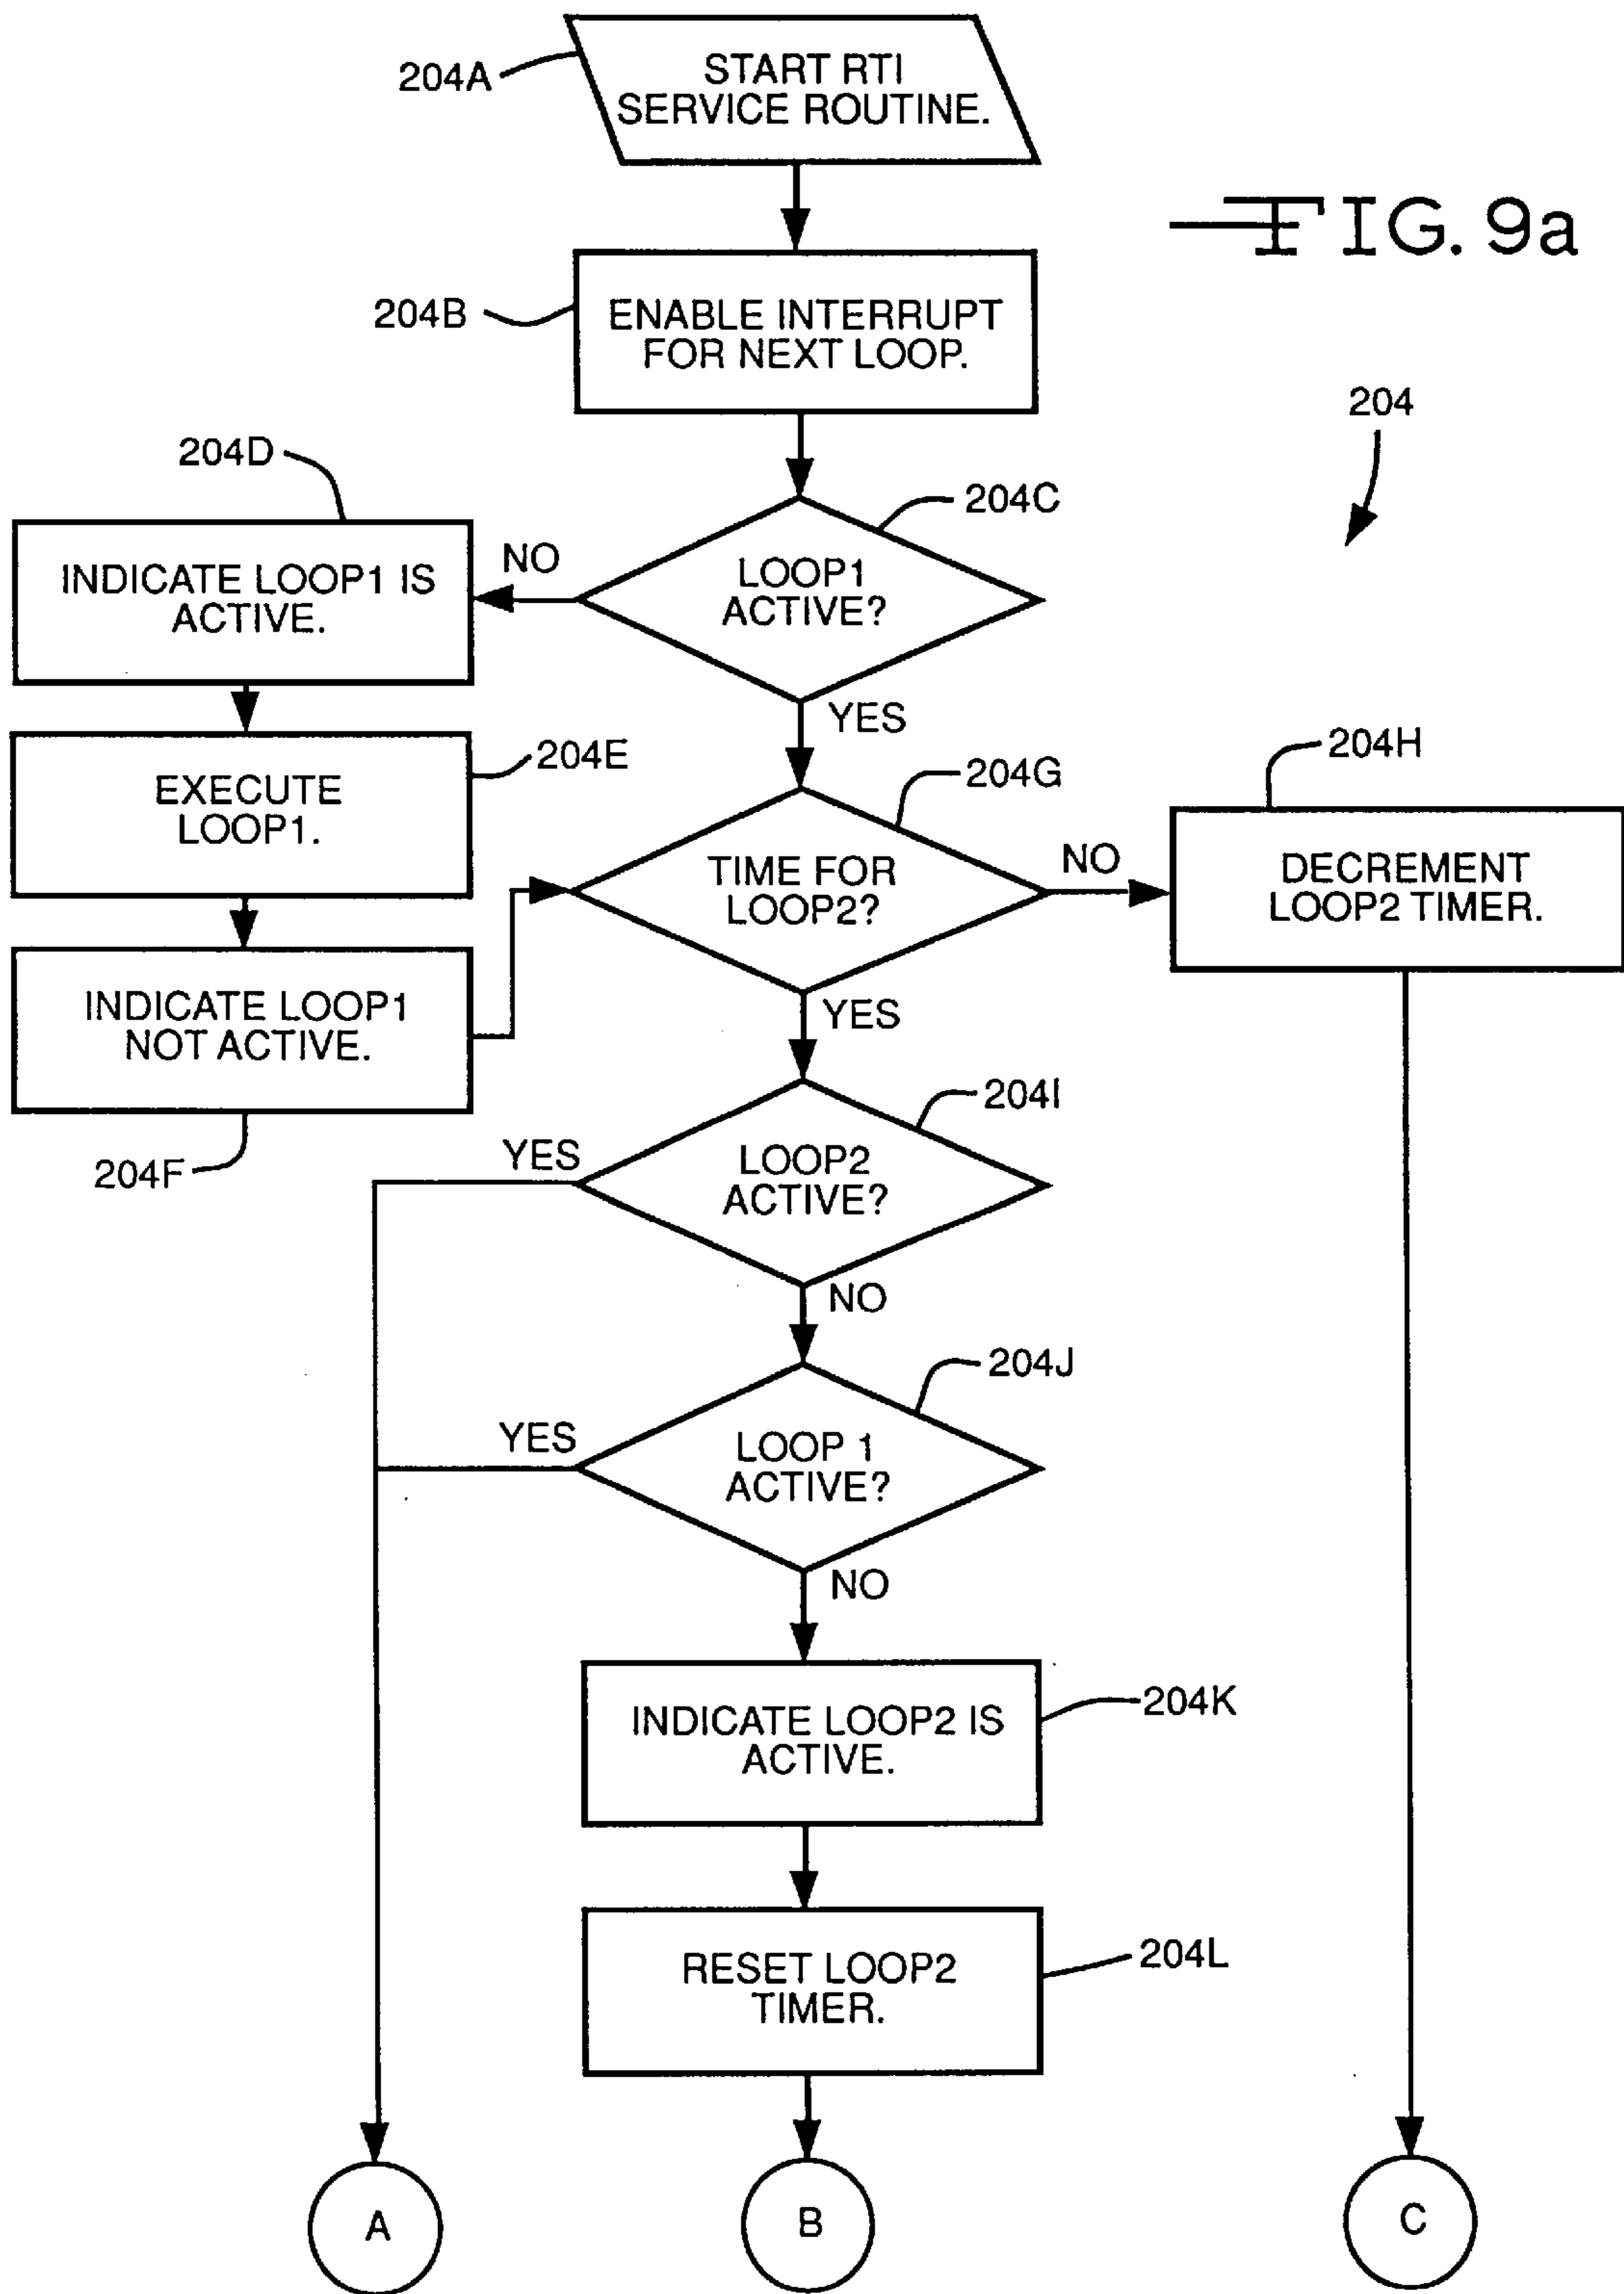 START RTI
SERVICE ROUTINE.
204A
FIG. 9a
204B
ENABLE INTERRUPT
FOR NEXT LOOP.
204
204D
204C
INDICATE LOOP1 IS
ACTIVE.
NO
LOOP1
ACTIVE?
YES
EXECUTE
LOOP1.
204E
204G
204H
TIME FOR
LOOP2?
NO
DECREMENT
LOOP2 TIMER.
INDICATE LOOP1
NOT ACTIVE.
YES
204F
204I
YES
LOOP2
ACTIVE?
NO
204J
YES
LOOP 1
ACTIVE?
NO
INDICATE LOOP2 IS
ACTIVE.
204K
RESET LOOP2
TIMER.
204L
A
B
C